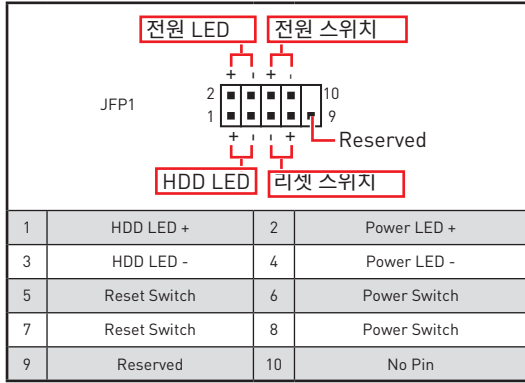 전원 LED 전원 스위치
+ - + -
JFP1
2 10
1 9
+ - - +
Reserved
HDD LED 리셋 스위치
1 HDD LED + 2 Power LED +
3 HDD LED - 4 Power LED -
5 Reset Switch 6 Power Switch
7 Reset Switch 8 Power Switch
9 Reserved 10 No Pin